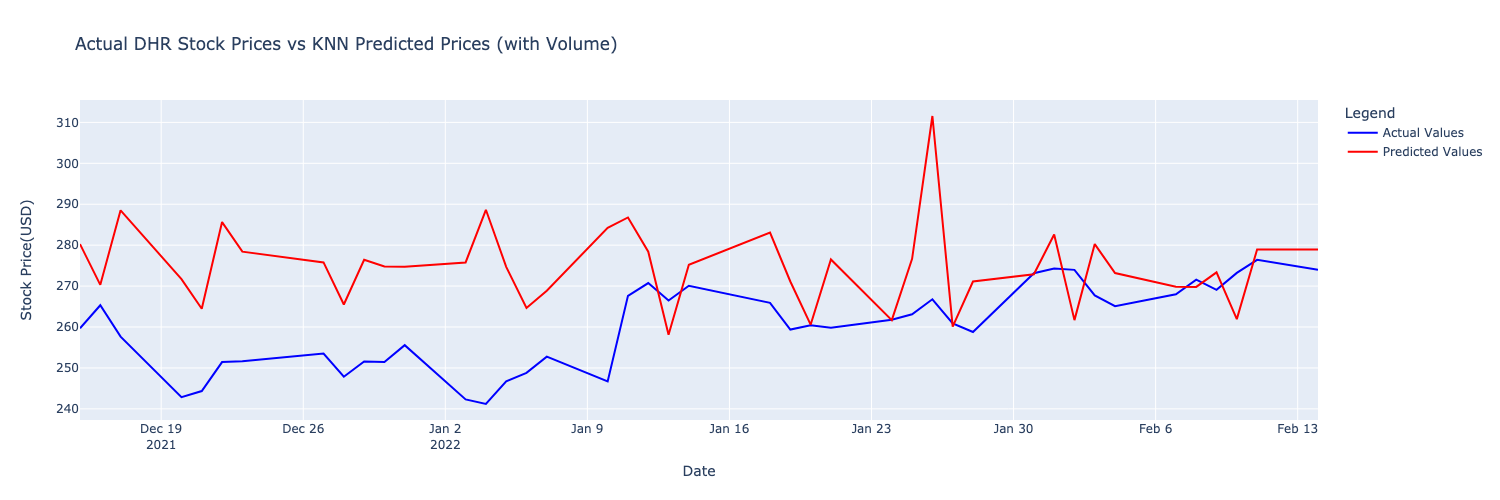 Actual DHR Stock Prices vs KNN Predicted Prices (with Volume)
Legend
Actual Values
Predicted Values
Stock Price(USD)
310
300
290
280
270
260
250
240
Dec 19
2021
Dec 26
Jan 2
2022
Jan 9
Jan 16
Jan 23
Jan 30
Feb 6
Feb 13
Date